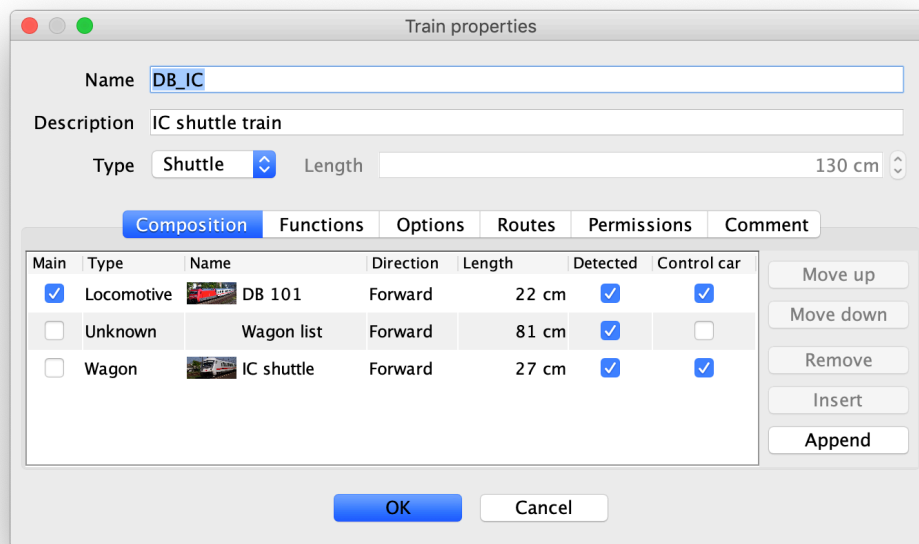 Train properties
Name DB_IC
Description IC shuttle train
Type Shuttle Length 130 cm
Composition Functions Options Routes Permissions Comment
Main Type Name Direction Length Detected Control car
Locomotive DB 101 Forward 22 cm
Unknown Wagon list Forward 81 cm
Wagon IC shuttle Forward 27 cm
Move up
Move down
Remove
Insert
Append
OK Cancel